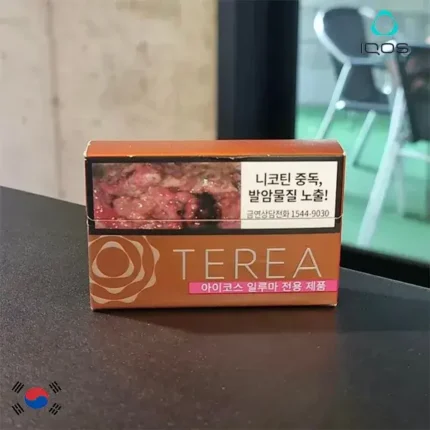 IQOS
니코틴 중독,
발암물질 노출!
금연상담전화 1544-9030
TEREA
아이코스 일루마 전용 제품